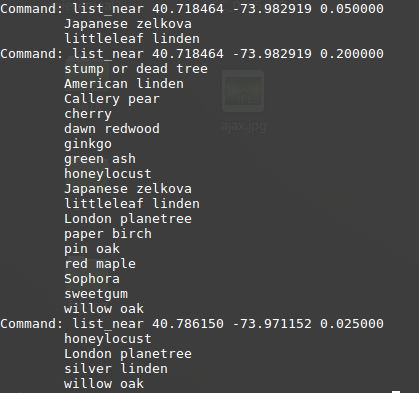 Command: list_near 40.718464 -73.982919 0.050000
Japanese zelkova
littleleaf linden
Command: list_near 40.718464 -73.982919 0.200000
stump or dead tree
American linden
Callery pear
cherry
dawn redwood
ginkgo
green ash
honeylocust
Japanese zelkova
littleleaf linden
London planetree
paper birch
pin oak
red maple
Sophora
sweetgum
willow oak
Command: list_near 40.786150 -73.971152 0.025000
honeylocust
London planetree
silver linden
willow oak